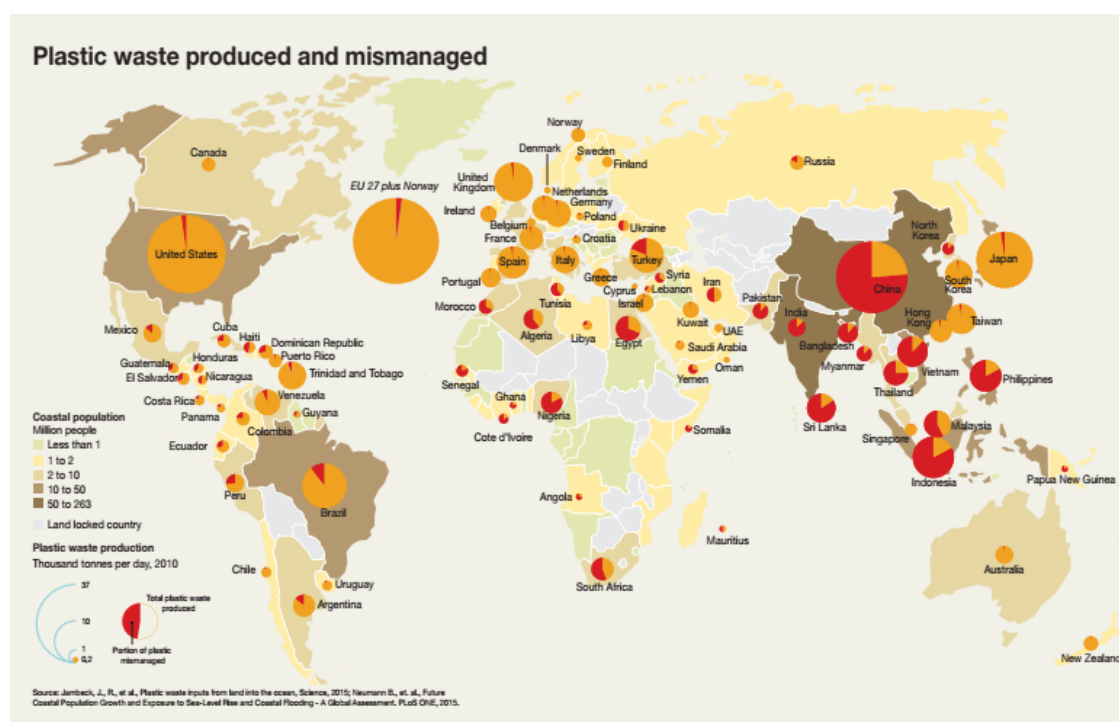 Plastic waste produced and mismanaged
Norway
Denmark
Sweden
Finland
Russia
Canada
EU 27 plus Norway
United
Kingdom
Netherlands
Germany
Ireland
Belgium
Poland
Ukraine
France
Croatia
North
Korea
United States
Spain
Italy
Turkey
Japan
Greece
Syria
Iran
China
South
Korea
Portugal
Cyprus
Lebanon
Tunisia
Israel
Pakistan
Morocco
Hong
Kong
Taiwan
Mexico
Cuba
Haiti
Dominican Republic
Algeria
Libya
Egypt
Kuwait
UAE
India
Saudi Arabia
Bangladesh
Puerto Rico
Guatemala
Honduras
Oman
Myanmar
Vietnam
El Salvador
Nicaragua
Trinidad and Tobago
Senegal
Yemen
Thailand
Philippines
Costa Rica
Venezuela
Ghana
Nigeria
Panama
Guyana
Sri Lanka
Colombia
Cote d'Ivoire
Somalia
Singapore
Malaysia
Ecuador
Indonesia
Papua New Guinea
Peru
Brazil
Angola
Mauritius
Chile
Uruguay
South Africa
Australia
Argentina
New Zealand
Coastal population
Million people
Less than 1
1 to 2
2 to 10
10 to 50
50 to 263
Land locked country
Plastic waste production
Thousand tonnes per day, 2010
37
10
1
0,2
Total plastic waste
produced
Portion of plastic
mismanaged
Source: Jambeck, J., R., et al., Plastic waste inputs from land into the ocean, Science, 2015; Neumann B., et. al., Future
Coastal Population Growth and Exposure to Sea-Level Rise and Coastal Flooding - A Global Assessment. PLoS ONE, 2015.